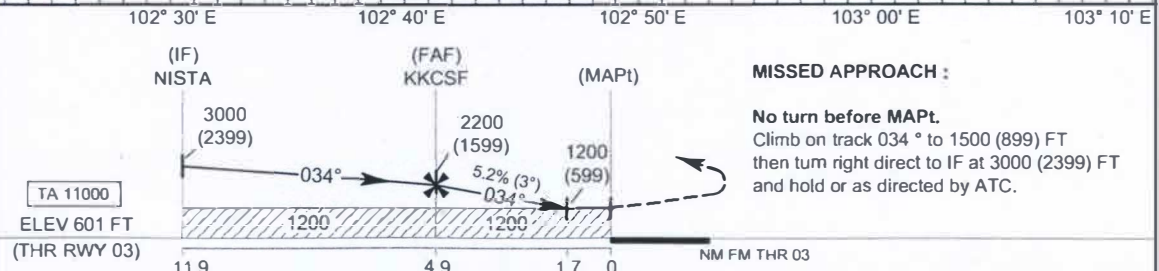 102° 30' E 102° 40' E 102° 50' E 103° 00' E 103° 10' E
(IF)
NISTA
(FAF)
KKCSF
(MAPt)
MISSED APPROACH :
No turn before MAPt.
Climb on track 034 ° to 1500 (899) FT
then turn right direct to IF at 3000 (2399) FT
and hold or as directed by ATC.
3000
(2399)
2200
(1599)
1200
(599)
034°
5.2% (3°)
034°
TA 11000
ELEV 601 FT
(THR RWY 03)
1200 1200
NM FM THR 03
11.9 4.9 1.7 0